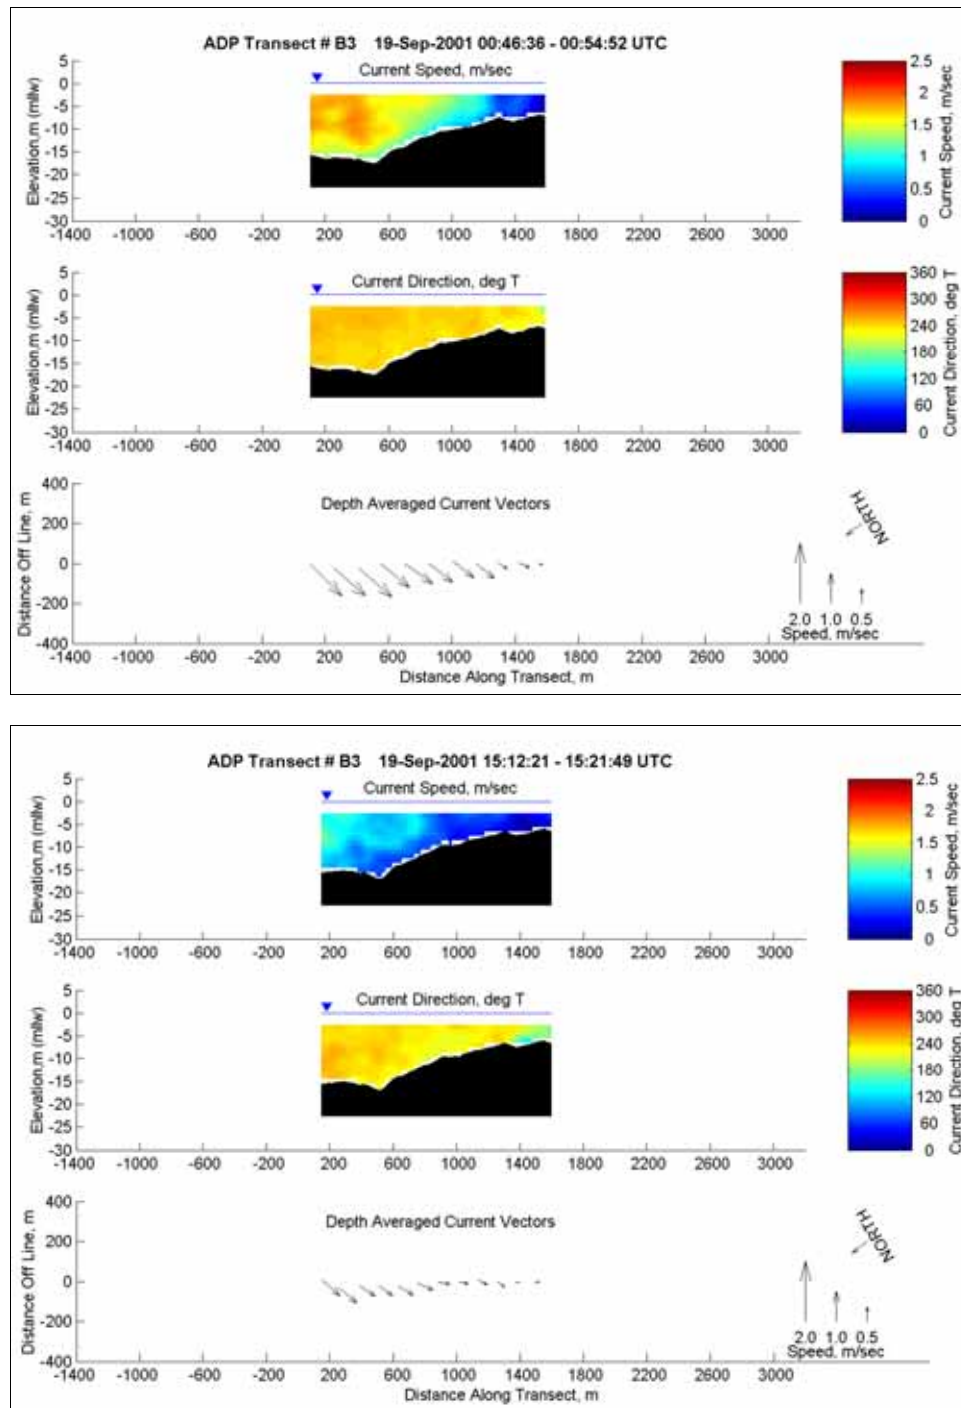 ADP Transect # B3 19-Sep-2001 00:46:36 - 00:54:52 UTC
Current Speed, m/sec
Elevation,m (mllw)
5
0
-5
-10
-15
-20
-25
-30
-1400 -1000 -600 -200 200 600 1000 1400 1800 2200 2600 3000
2.5
2
1.5
1
0.5
0
Current Speed, m/sec
Current Direction, deg T
Elevation,m (mllw)
5
0
-5
-10
-15
-20
-25
-30
-1400 -1000 -600 -200 200 600 1000 1400 1800 2200 2600 3000
360
300
240
180
120
60
0
Current Direction, deg T
Depth Averaged Current Vectors
Distance Off Line, m
400
200
0
-200
-400
-1400 -1000 -600 -200 200 600 1000 1400 1800 2200 2600 3000
Distance Along Transect, m
NORTH
2.0 1.0 0.5
Speed, m/sec
ADP Transect # B3 19-Sep-2001 15:12:21 - 15:21:49 UTC
Current Speed, m/sec
Elevation,m (mllw)
5
0
-5
-10
-15
-20
-25
-30
-1400 -1000 -600 -200 200 600 1000 1400 1800 2200 2600 3000
2.5
2
1.5
1
0.5
0
Current Speed, m/sec
Current Direction, deg T
Elevation,m (mllw)
5
0
-5
-10
-15
-20
-25
-30
-1400 -1000 -600 -200 200 600 1000 1400 1800 2200 2600 3000
360
300
240
180
120
60
0
Current Direction, deg T
Depth Averaged Current Vectors
Distance Off Line, m
400
200
0
-200
-400
-1400 -1000 -600 -200 200 600 1000 1400 1800 2200 2600 3000
Distance Along Transect, m
NORTH
2.0 1.0 0.5
Speed, m/sec